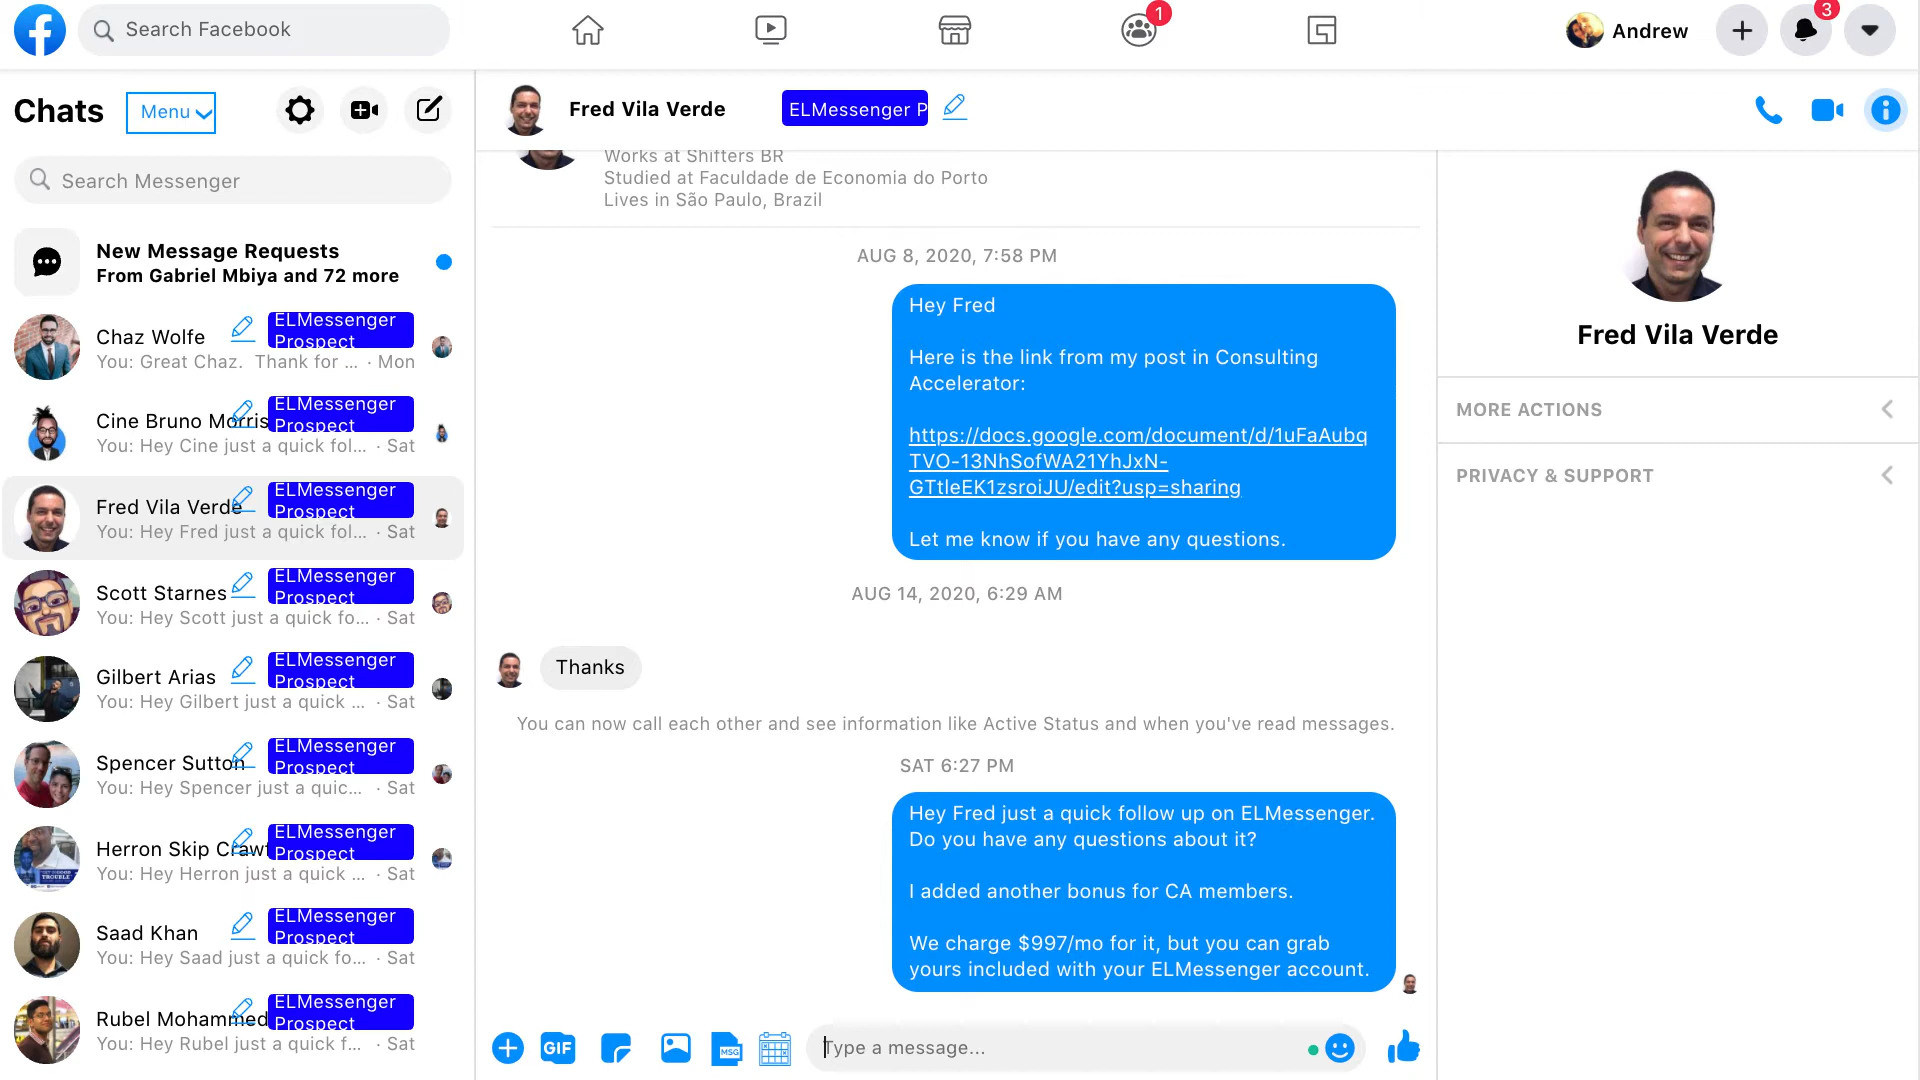 Search Facebook
1
Andrew
3
Chats
Menu
Search Messenger
New Message Requests
From Gabriel Mbiya and 72 more
Chaz Wolfe
ELMessenger
Prospect
You: Great Chaz. Thank for ... · Mon
Cine Bruno Morris
ELMessenger
Prospect
You: Hey Cine just a quick fol... · Sat
Fred Vila Verde
ELMessenger
Prospect
You: Hey Fred just a quick fol... · Sat
Scott Starnes
ELMessenger
Prospect
You: Hey Scott just a quick fo... · Sat
Gilbert Arias
ELMessenger
Prospect
You: Hey Gilbert just a quick ... · Sat
Spencer Sutton
ELMessenger
Prospect
You: Hey Spencer just a quic... · Sat
Herron Skip Crawf
ELMessenger
Prospect
You: Hey Herron just a quick ... · Sat
Saad Khan
ELMessenger
Prospect
You: Hey Saad just a quick fo... · Sat
Rubel Mohammed
ELMessenger
Prospect
You: Hey Rubel just a quick f... · Sat
Fred Vila Verde
ELMessenger P
Works at Shifters BR
Studied at Faculdade de Economia do Porto
Lives in São Paulo, Brazil
AUG 8, 2020, 7:58 PM
Hey Fred
Here is the link from my post in Consulting
Accelerator:
https://docs.google.com/document/d/1uFaAubq
TVO-13NhSofWA21YhJxN-
GTtleEK1zsroiJU/edit?usp=sharing
Let me know if you have any questions.
AUG 14, 2020, 6:29 AM
Thanks
You can now call each other and see information like Active Status and when you've read messages.
SAT 6:27 PM
Hey Fred just a quick follow up on ELMessenger.
Do you have any questions about it?
I added another bonus for CA members.
We charge $997/mo for it, but you can grab
yours included with your ELMessenger account.
GIF
MSG
Type a message...
Fred Vila Verde
MORE ACTIONS
PRIVACY & SUPPORT